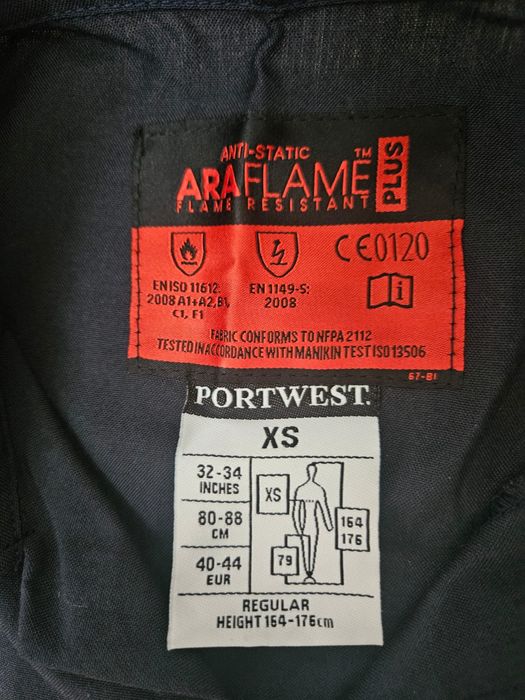 ANTI-STATIC
ARAFLAME™ PLUS
FLAME RESISTANT
CE0120
EN ISO 11612:
2008 A1+A2,B1,
C1, F1
EN 1149-5:
2008
i
FABRIC CONFORMS TO NFPA 2112
TESTED IN ACCORDANCE WITH MANIKIN TEST ISO 13506
67-BI
PORTWEST.
XS
32-34
INCHES
80-88
CM
40-44
EUR
XS
164
176
79
REGULAR
HEIGHT 164-176cm